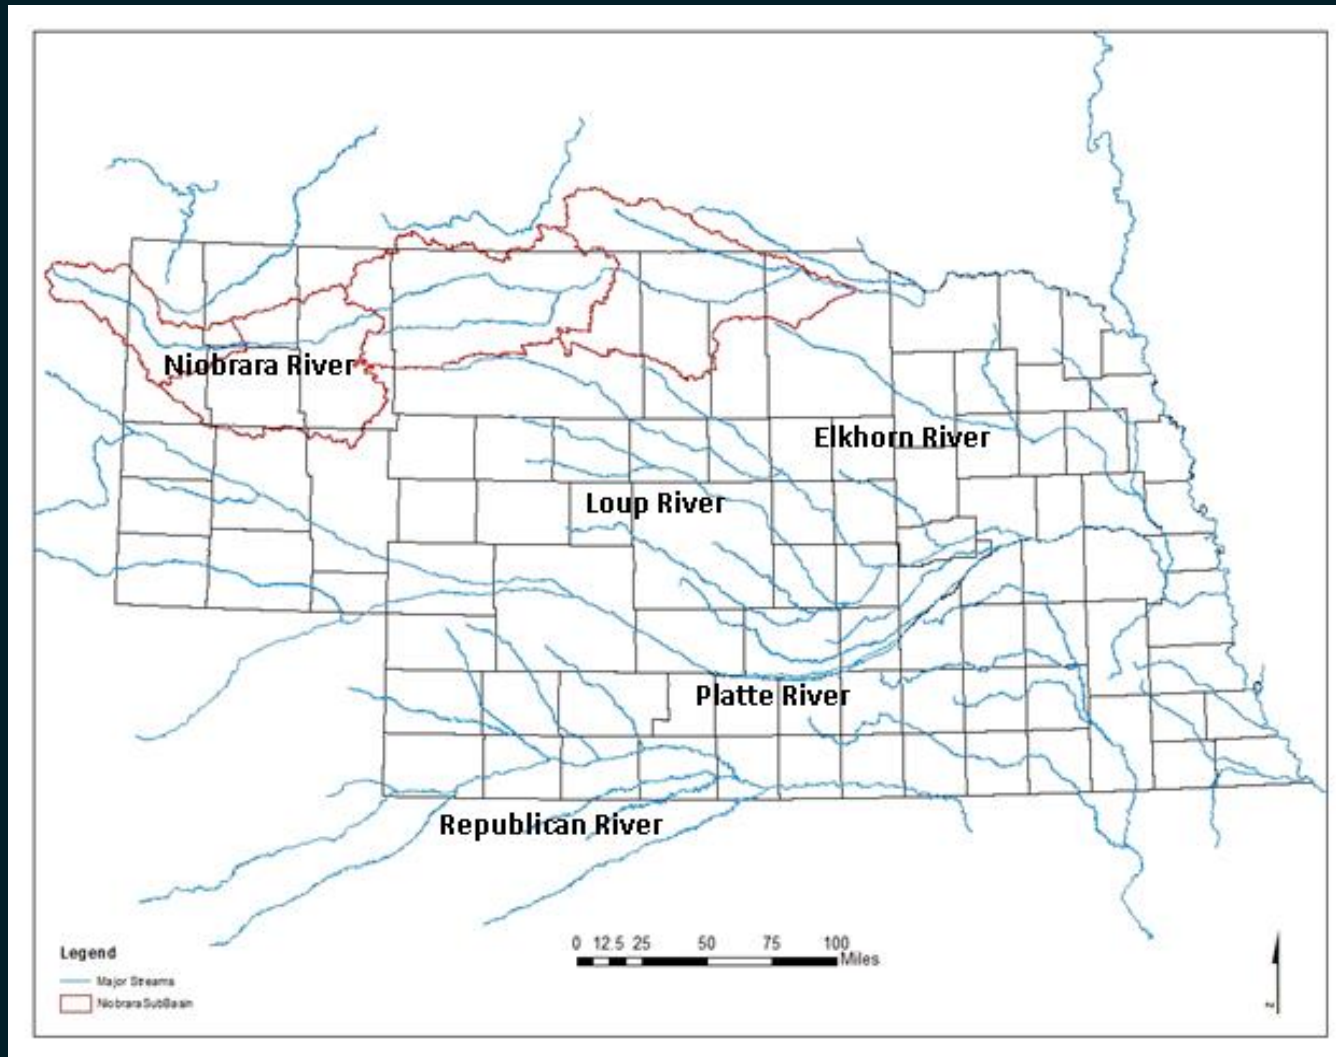 Niobrara River
Elkhorn River
Loup River
Platte River
Republican River
0 12.5 25 50 75 100
Miles
Legend
Major Streams
NiobraraSubBasin
N